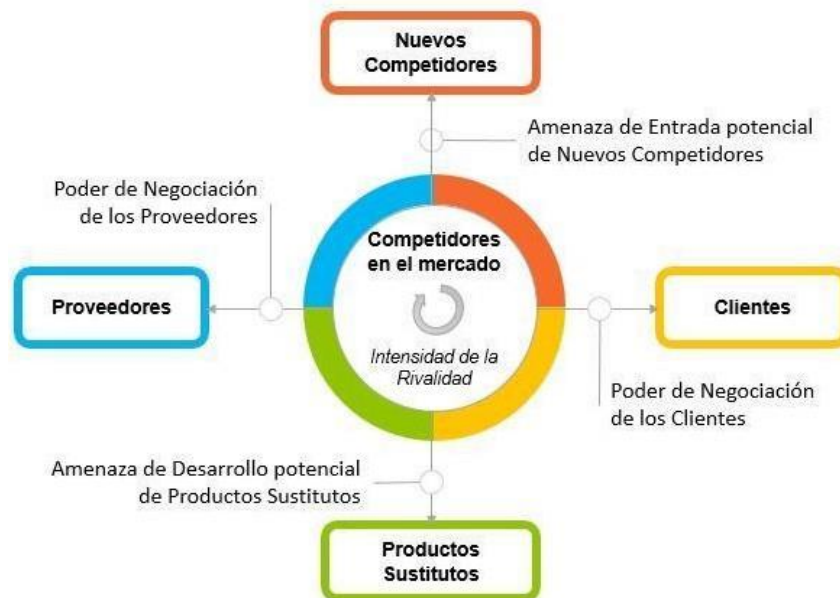 Nuevos
Competidores
Amenaza de Entrada potencial
de Nuevos Competidores
Poder de Negociación
de los Proveedores
Competidores
en el mercado
Proveedores
Clientes
Intensidad de la
Rivalidad
Poder de Negociación
de los Clientes
Amenaza de Desarrollo potencial
de Productos Sustitutos
Productos
Sustitutos